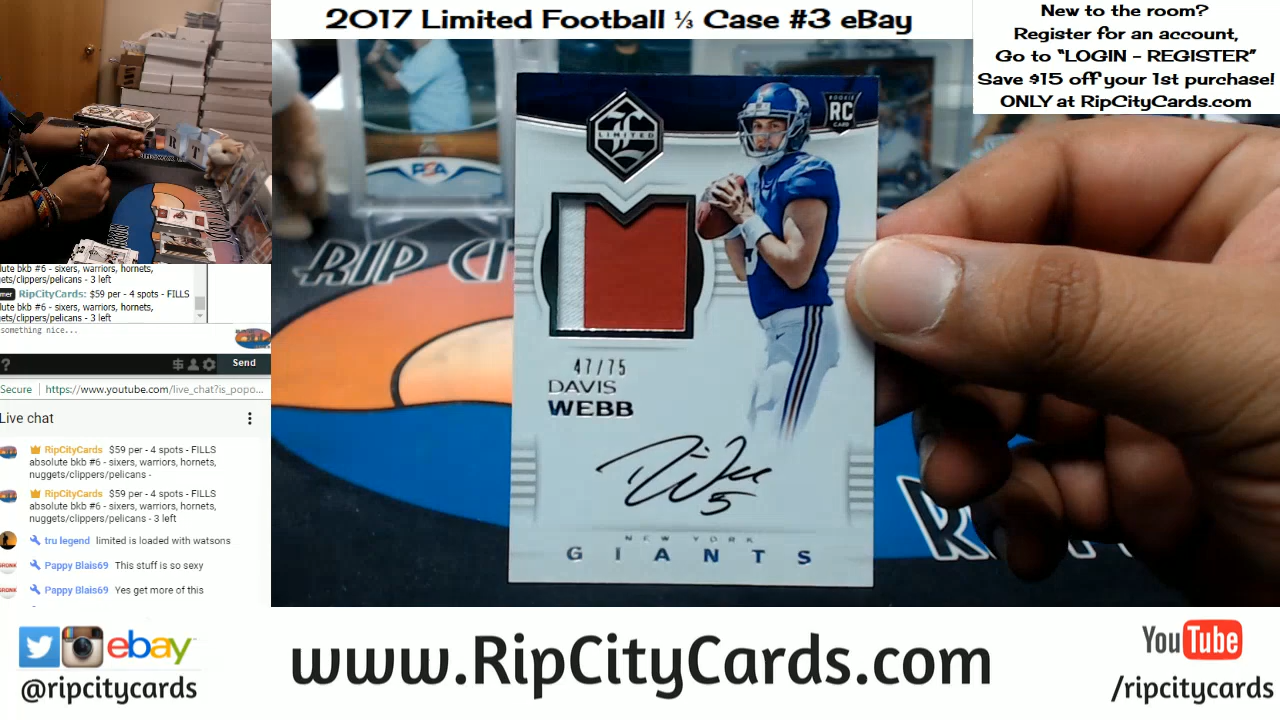 2017 Limited Football ⅓ Case #3 eBay
New to the room?
Register for an account,
Go to "LOGIN - REGISTER"
Save $15 off your 1st purchase!
ONLY at RipCityCards.com
LIMITED
ROOKIE
RC
CARD
PSA
RIP CI
47/75
DAVIS
WEBB
5
NEW YORK
GIANTS
lute bkb #6 - sixers, warriors, hornets,
gets/clippers/pelicans - 3 left
mer RipCityCards: $59 per - 4 spots - FILLS
lute bkb #6 - sixers, warriors, hornets,
gets/clippers/pelicans - 3 left
something nice...
? Send
Secure https://www.youtube.com/live_chat?is_popo...
Live chat
RipCityCards $59 per - 4 spots - FILLS
absolute bkb #6 - sixers, warriors, hornets,
nuggets/clippers/pelicans -
RipCityCards $59 per - 4 spots - FILLS
absolute bkb #6 - sixers, warriors, hornets,
nuggets/clippers/pelicans - 3 left
tru legend limited is loaded with watsons
Pappy Blais69 This stuff is so sexy
Pappy Blais69 Yes get more of this
ebay
@ripcitycards
www.RipCityCards.com
YouTube
/ripcitycards